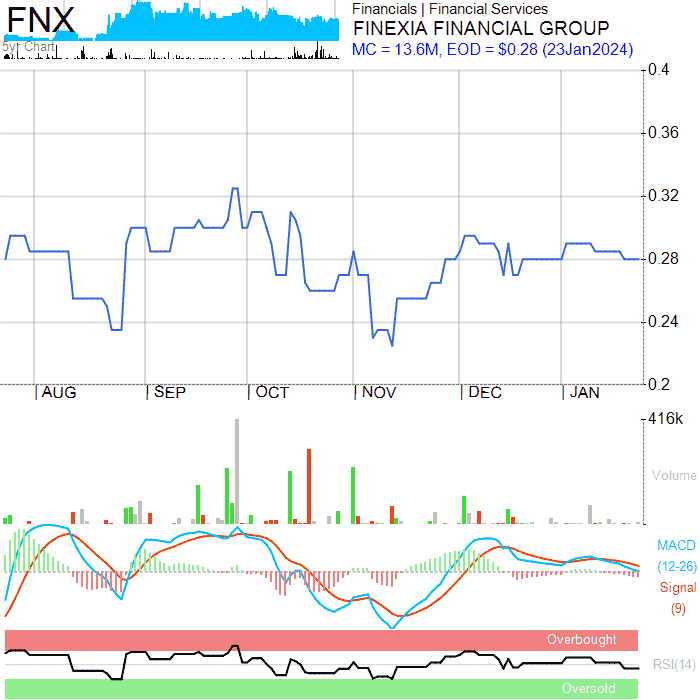 FNX
5yr Chart
Financials | Financial Services
FINEXIA FINANCIAL GROUP
MC = 13.6M, EOD = $0.28 (23Jan2024)
0.4
0.36
0.32
0.28
0.24
0.2
AUG SEP OCT NOV DEC JAN
416k
Volume
MACD
(12-26)
Signal
(9)
Overbought
RSI(14)
Oversold